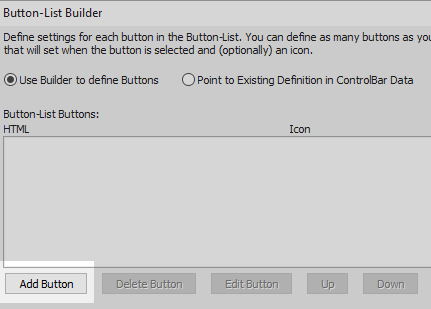 Button-List Builder
Define settings for each button in the Button-List. You can define as many buttons as you
that will set when the button is selected and (optionally) an icon.
Use Builder to define Buttons Point to Existing Definition in ControlBar Data
Button-List Buttons:
HTML Icon
Add Button Delete Button Edit Button Up Down